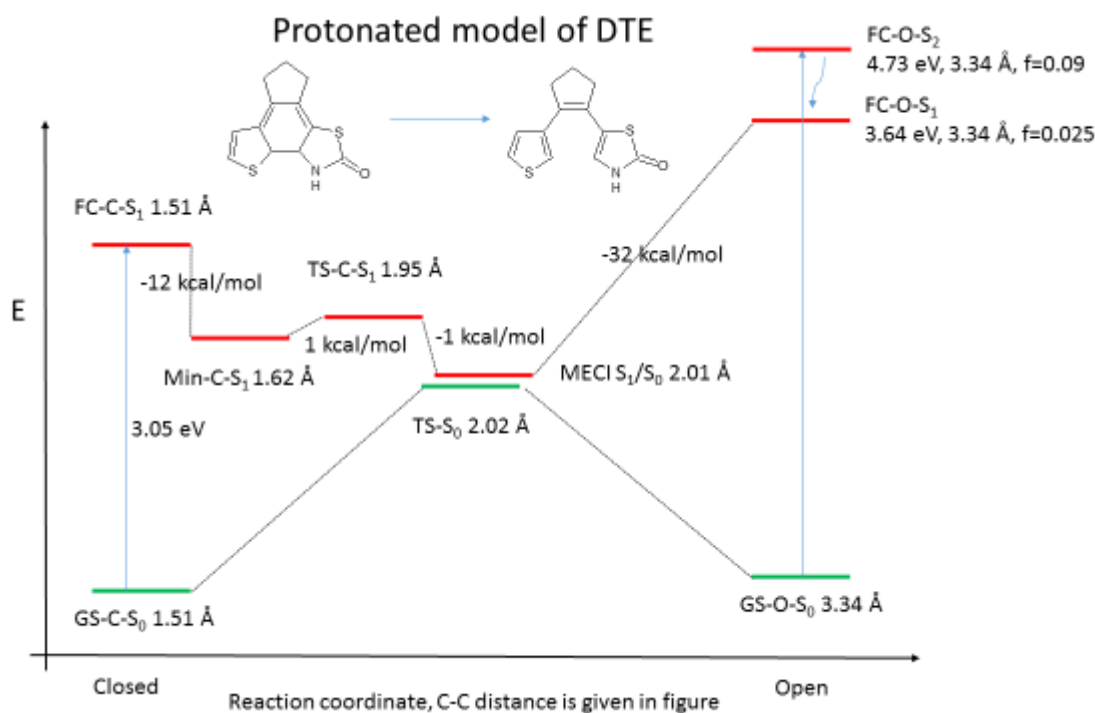 Protonated model of DTE
FC-O-S₂
4.73 eV, 3.34 Å, f=0.09
FC-O-S₁
3.64 eV, 3.34 Å, f=0.025
S
S
N
H
O
S
S
N
H
O
FC-C-S₁ 1.51 Å
TS-C-S₁ 1.95 Å
-32 kcal/mol
-12 kcal/mol
E
1 kcal/mol
-1 kcal/mol
Min-C-S₁ 1.62 Å
MECI S₁/S₀ 2.01 Å
TS-S₀ 2.02 Å
3.05 eV
GS-C-S₀ 1.51 Å
GS-O-S₀ 3.34 Å
Closed
Reaction coordinate, C-C distance is given in figure
Open